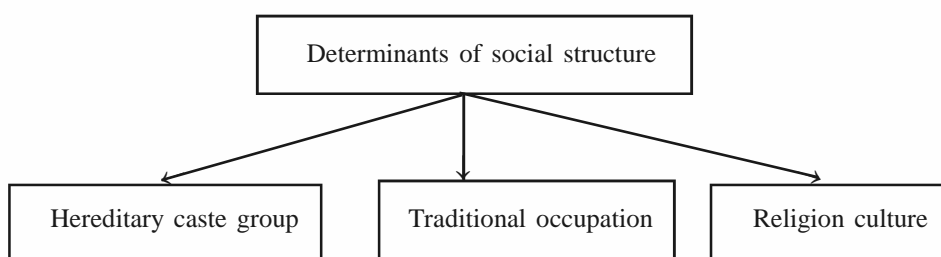 Determinants of social structure
Hereditary caste group
Traditional occupation
Religion culture